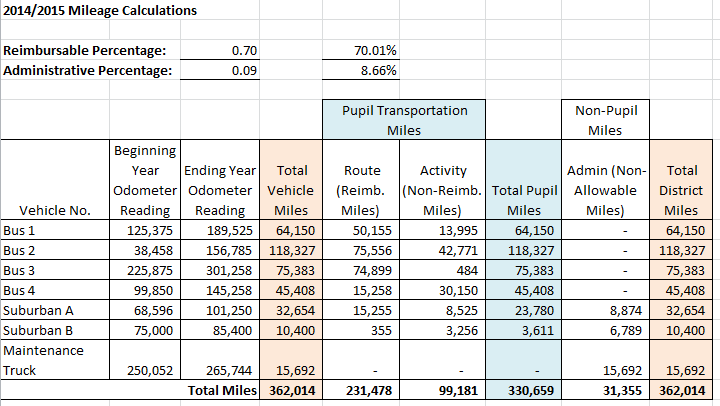 2014/2015 Mileage Calculations
Reimbursable Percentage: 0.70 70.01%
Administrative Percentage: 0.09 8.66%
Pupil Transportation Miles
Non-Pupil Miles
Vehicle No. Beginning Year Odometer Reading Ending Year Odometer Reading Total Vehicle Miles Route (Reimb. Miles) Activity (Non-Reimb. Miles) Total Pupil Miles Admin (Non-Allowable Miles) Total District Miles
Bus 1 125,375 189,525 64,150 50,155 13,995 64,150 - 64,150
Bus 2 38,458 156,785 118,327 75,556 42,771 118,327 - 118,327
Bus 3 225,875 301,258 75,383 74,899 484 75,383 - 75,383
Bus 4 99,850 145,258 45,408 15,258 30,150 45,408 - 45,408
Suburban A 68,596 101,250 32,654 15,255 8,525 23,780 8,874 32,654
Suburban B 75,000 85,400 10,400 355 3,256 3,611 6,789 10,400
Maintenance Truck 250,052 265,744 15,692 - - - 15,692 15,692
Total Miles 362,014 231,478 99,181 330,659 31,355 362,014